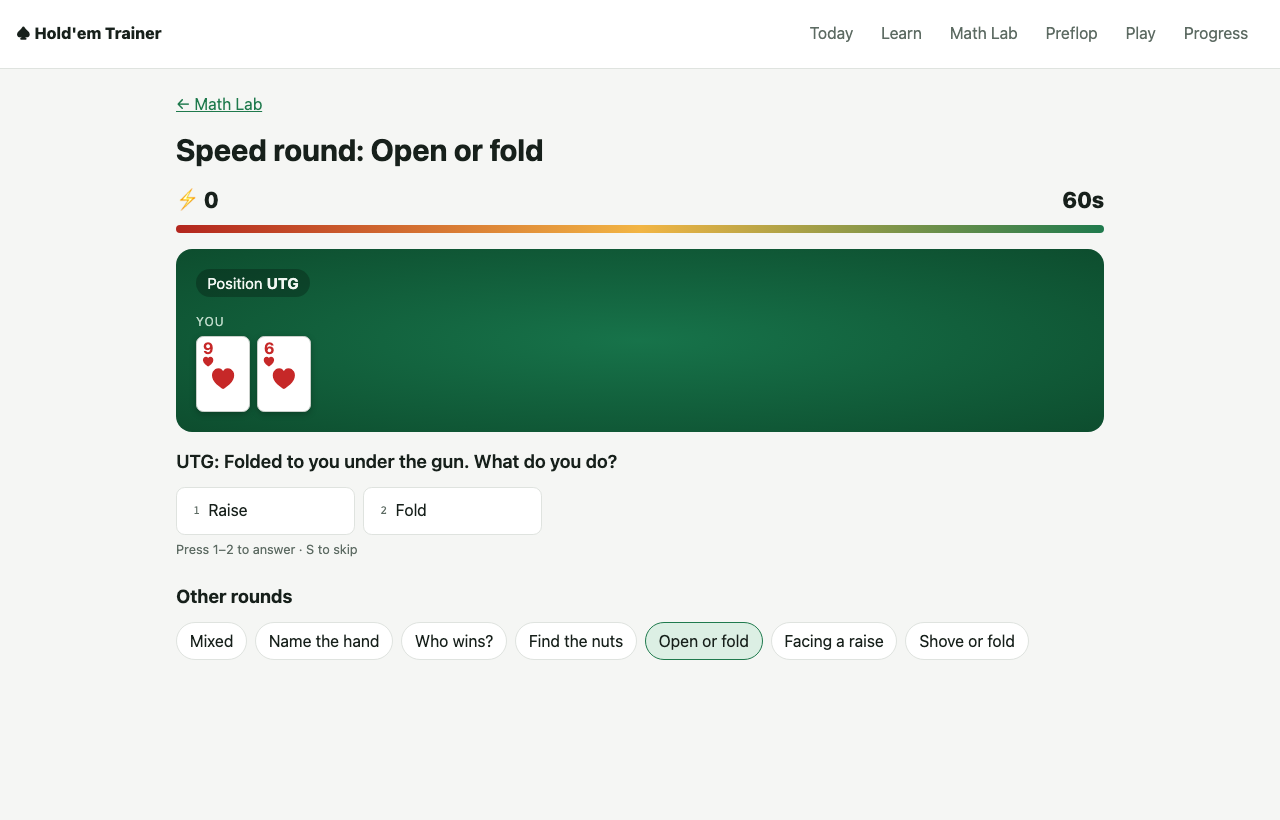 ♠ Hold'em Trainer
Today Learn Math Lab Preflop Play Progress
← Math Lab
Speed round: Open or fold
⚡ 0 60s
Position UTG
YOU
9♥ 6♥
UTG: Folded to you under the gun. What do you do?
1 Raise 2 Fold
Press 1–2 to answer · S to skip
Other rounds
Mixed Name the hand Who wins? Find the nuts Open or fold Facing a raise Shove or fold